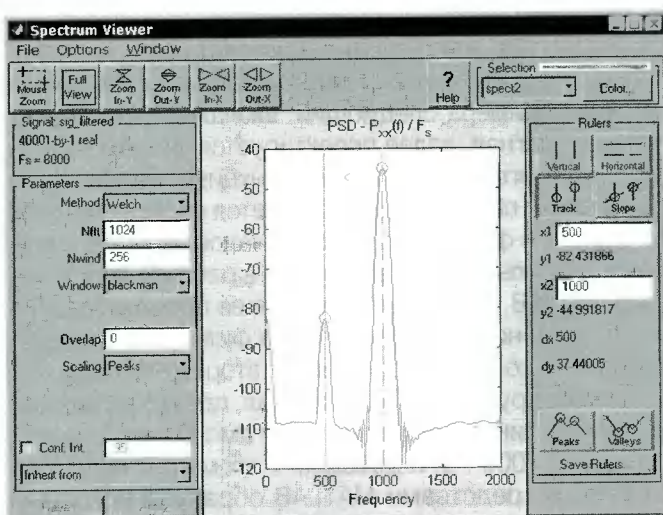 Spectrum Viewer
File Options Window
Mouse Zoom
Full View
Zoom In-Y
Zoom Out-Y
Zoom In-X
Zoom Out-X
? Help
Selection
spect2
Color...
Signal: sig_filtered
40001-by-1 real
Fs = 8000
Parameters
Method Welch
Nfft 1024
Nwind 256
Window blackman
Overlap 0
Scaling Peaks
Conf. Int. .95
Inherit from
PSD - Pxx(f) / Fs
-40
-50
-60
-70
-80
-90
-100
-110
120
0 500 1000 1500 2000
Frequency
Rulers
Vertical
Horizontal
Track
Slope
x1 500
y1 -82.431866
x2 1000
y2 -44.991817
dx 500
dy 37.44005
Peaks
Valleys
Save Rulers...